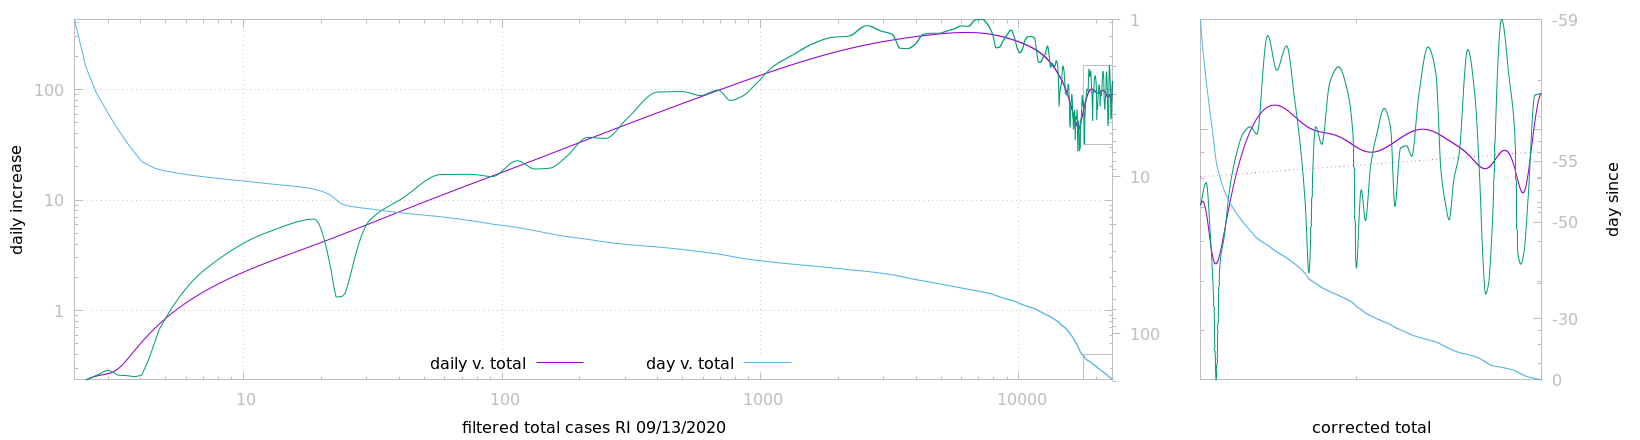 daily increase
100
10
1
1
10
100
daily v. total
day v. total
10
100
1000
10000
filtered total cases RI 09/13/2020
-59
-55
-50
-30
0
day since
corrected total